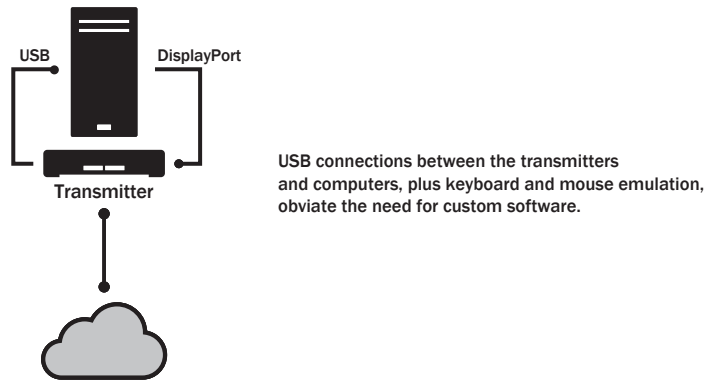 USB
DisplayPort
Transmitter
USB connections between the transmitters
and computers, plus keyboard and mouse emulation,
obviate the need for custom software.